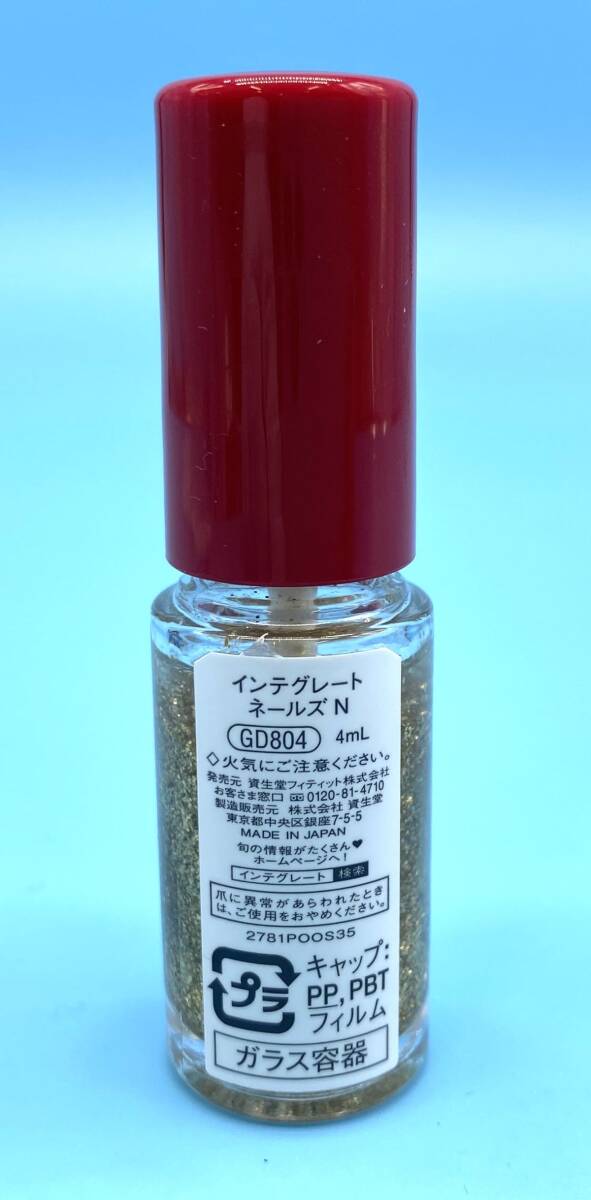 インテグレート
ネールズ N
GD804 4mL
◇火気にご注意ください。
発売元 資生堂フィティット株式会社
お客さま窓口 0120-81-4710
製造販売元 株式会社 資生堂
東京都中央区銀座7-5-5
MADE IN JAPAN
旬の情報がたくさん♥
ホームページへ!
インテグレート 検索
爪に異常があらわれたとき
は、ご使用をおやめください。
2781POOS35
プラ キャップ:
PP, PBT
フィルム
ガラス容器